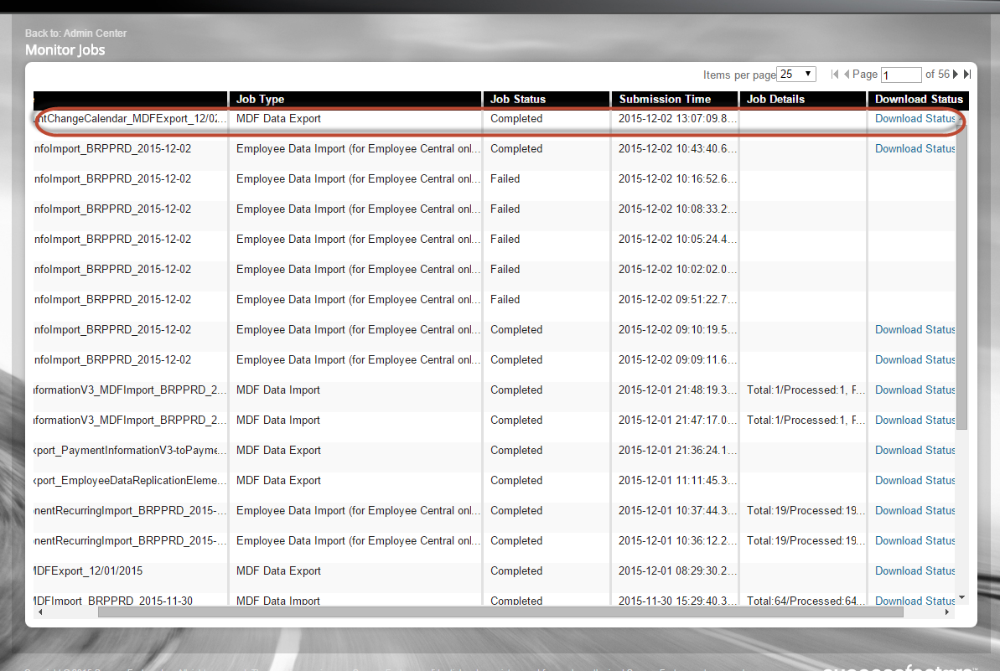 Back to: Admin Center
Monitor Jobs
Items per page 25 Page 1 of 56
Job Type Job Status Submission Time Job Details Download Status
ntChangeCalendar_MDFExport_12/02... MDF Data Export Completed 2015-12-02 13:07:09.8... Download Status
nfoImport_BRPPRD_2015-12-02 Employee Data Import (for Employee Central onl... Completed 2015-12-02 10:43:40.6... Download Status
nfoImport_BRPPRD_2015-12-02 Employee Data Import (for Employee Central onl... Failed 2015-12-02 10:16:52.6...
nfoImport_BRPPRD_2015-12-02 Employee Data Import (for Employee Central onl... Failed 2015-12-02 10:08:33.2...
nfoImport_BRPPRD_2015-12-02 Employee Data Import (for Employee Central onl... Failed 2015-12-02 10:05:24.4...
nfoImport_BRPPRD_2015-12-02 Employee Data Import (for Employee Central onl... Failed 2015-12-02 10:02:02.0...
nfoImport_BRPPRD_2015-12-02 Employee Data Import (for Employee Central onl... Failed 2015-12-02 09:51:22.7...
nfoImport_BRPPRD_2015-12-02 Employee Data Import (for Employee Central onl... Completed 2015-12-02 09:10:19.5... Download Status
nfoImport_BRPPRD_2015-12-02 Employee Data Import (for Employee Central onl... Completed 2015-12-02 09:09:11.6... Download Status
nformationV3_MDFImport_BRPPRD_2... MDF Data Import Completed 2015-12-01 21:48:19.3... Total:1/Processed:1, F... Download Status
nformationV3_MDFImport_BRPPRD_2... MDF Data Import Completed 2015-12-01 21:47:17.0... Total:1/Processed:1, F... Download Status
xport_PaymentInformationV3-toPayme... MDF Data Export Completed 2015-12-01 21:36:24.1... Download Status
xport_EmployeeDataReplicationEleme... MDF Data Export Completed 2015-12-01 11:11:45.3... Download Status
nentRecurringImport_BRPPRD_2015-... Employee Data Import (for Employee Central onl... Completed 2015-12-01 10:37:44.3... Total:19/Processed:19... Download Status
nentRecurringImport_BRPPRD_2015-... Employee Data Import (for Employee Central onl... Completed 2015-12-01 10:36:12.2... Total:19/Processed:19... Download Status
MDFExport_12/01/2015 MDF Data Export Completed 2015-12-01 08:29:30.2... Download Status
MDFImport_BRPPRD_2015-11-30 MDF Data Import Completed 2015-11-30 15:29:40.3... Total:64/Processed:64... Download Status
successfactors™